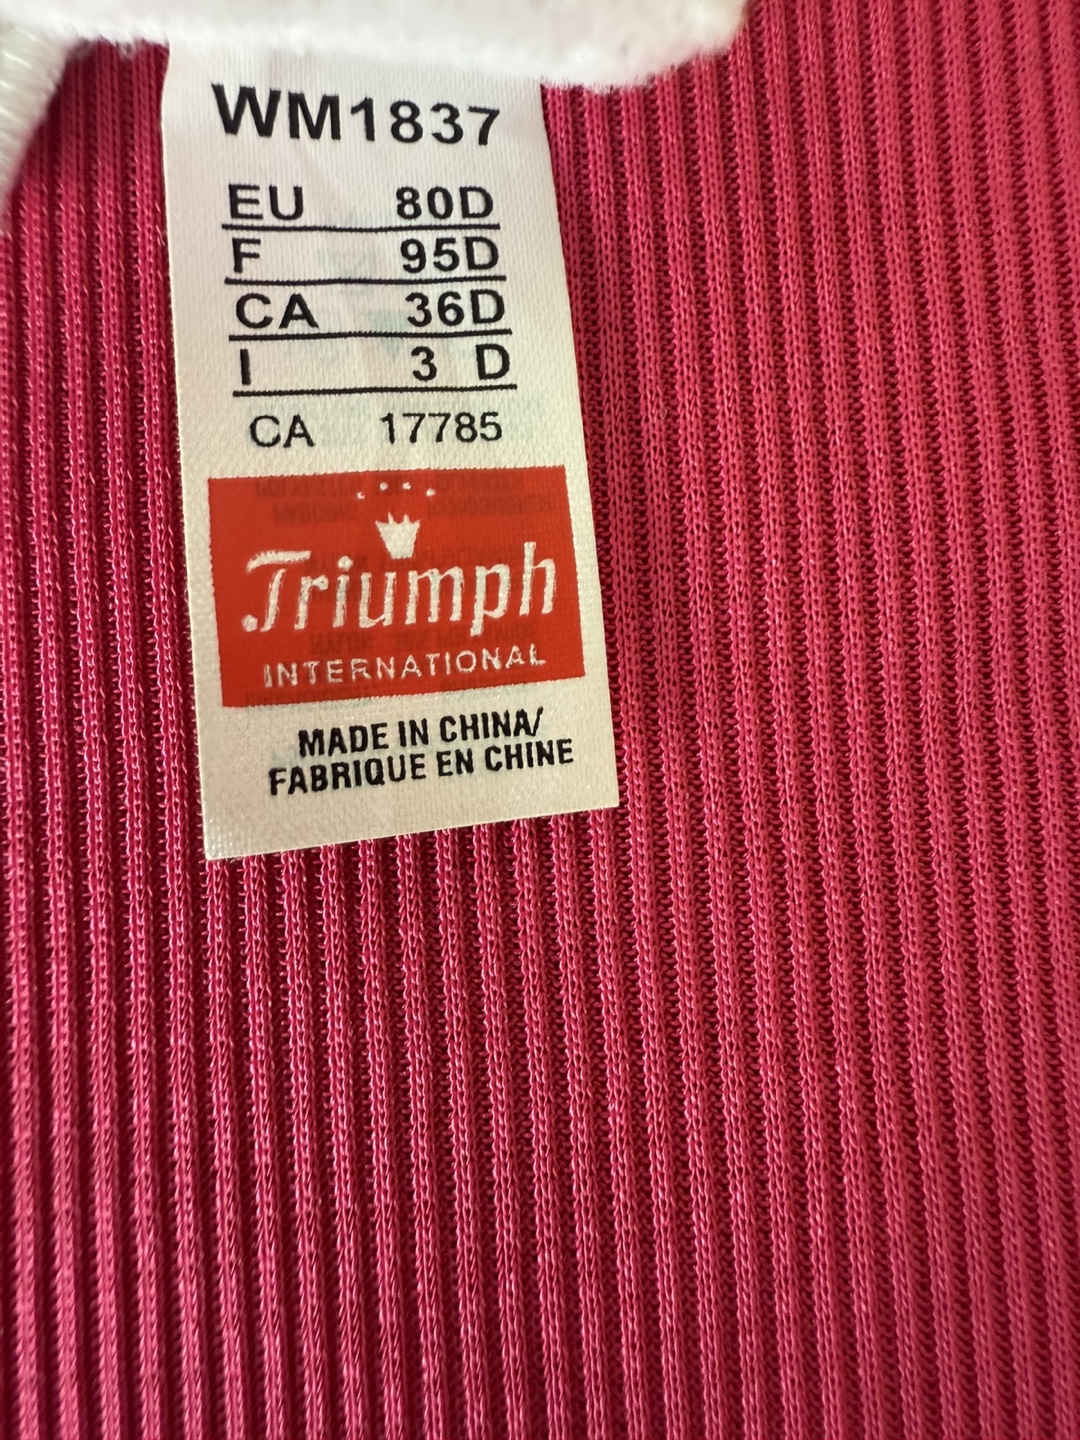 WM1837
EU 80D
F 95D
CA 36D
I 3 D
CA 17785
Triumph
INTERNATIONAL
MADE IN CHINA/
FABRIQUE EN CHINE